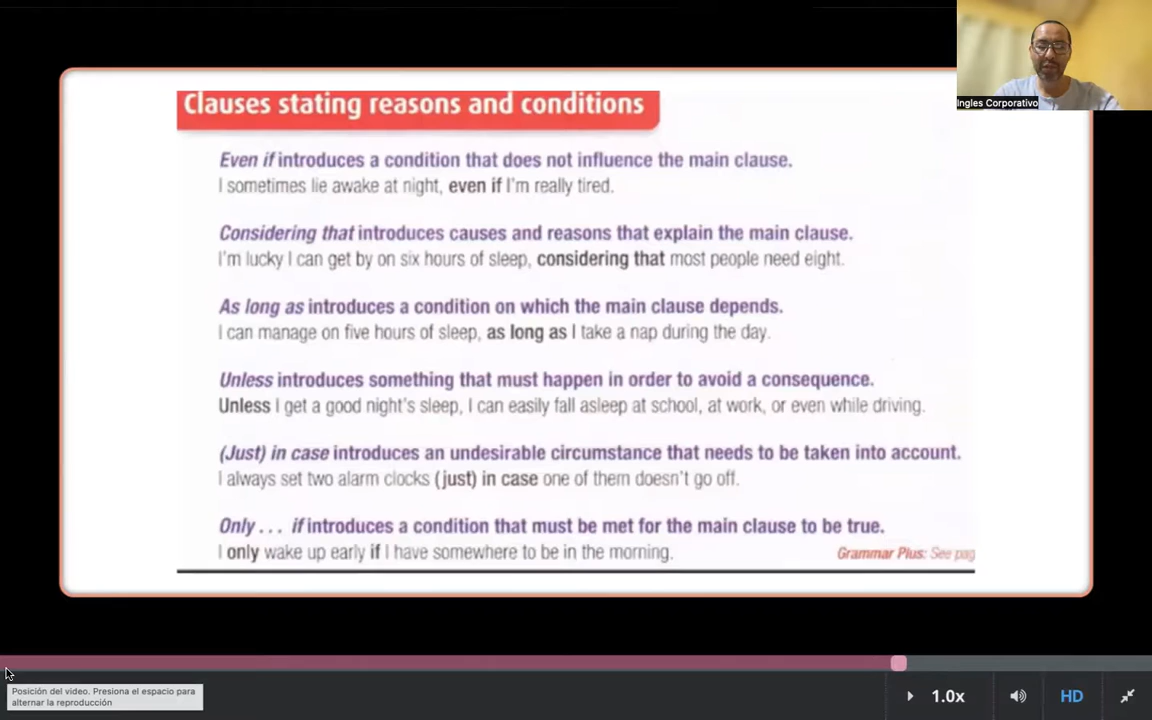 Ingles Corporativo
Clauses stating reasons and conditions
Even if introduces a condition that does not influence the main clause.
I sometimes lie awake at night, even if I'm really tired.
Considering that introduces causes and reasons that explain the main clause.
I'm lucky I can get by on six hours of sleep, considering that most people need eight.
As long as introduces a condition on which the main clause depends.
I can manage on five hours of sleep, as long as I take a nap during the day.
Unless introduces something that must happen in order to avoid a consequence.
Unless I get a good night's sleep, I can easily fall asleep at school, at work, or even while driving.
(Just) in case introduces an undesirable circumstance that needs to be taken into account.
I always set two alarm clocks (just) in case one of them doesn't go off.
Only . . . if introduces a condition that must be met for the main clause to be true.
I only wake up early if I have somewhere to be in the morning.
Grammar Plus: See pag
Posición del video. Presiona el espacio para
alternar la reproducción
1.0x
HD